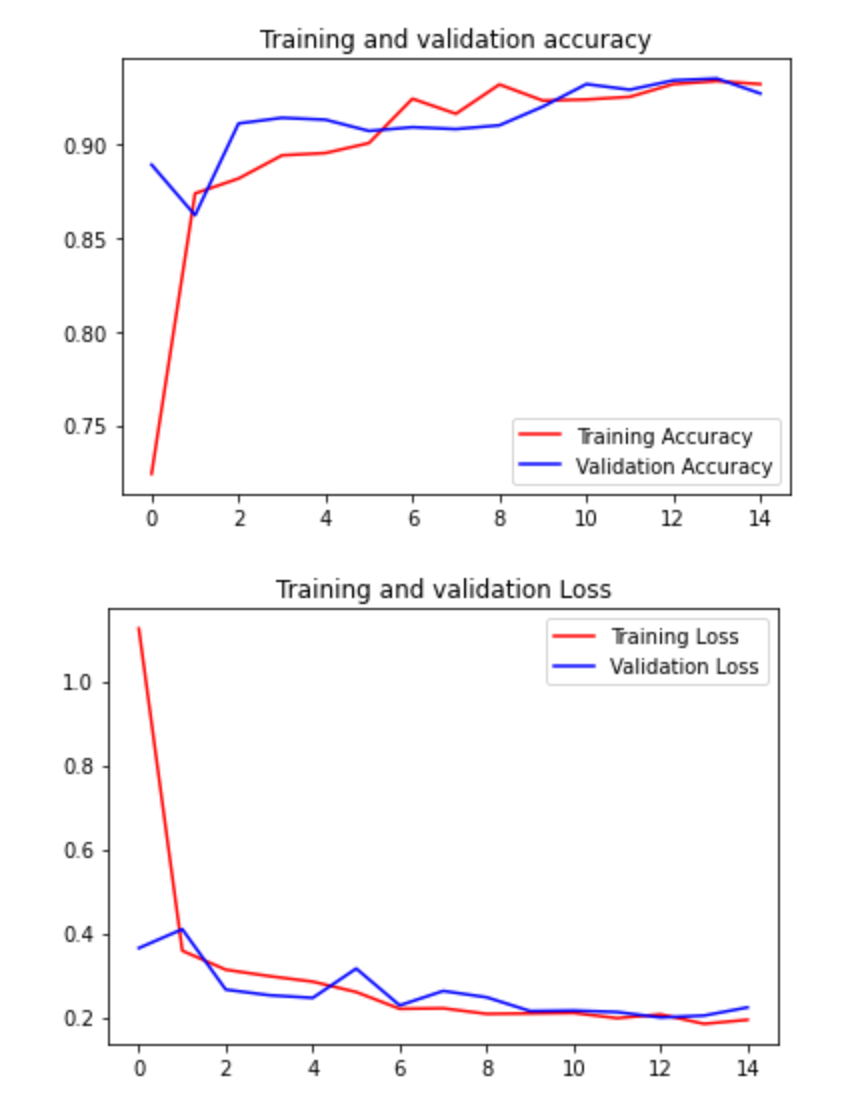 Training and validation accuracy
0.90
0.85
0.80
0.75
Training Accuracy
Validation Accuracy
0 2 4 6 8 10 12 14
Training and validation Loss
Training Loss
Validation Loss
1.0
0.8
0.6
0.4
0.2
0 2 4 6 8 10 12 14